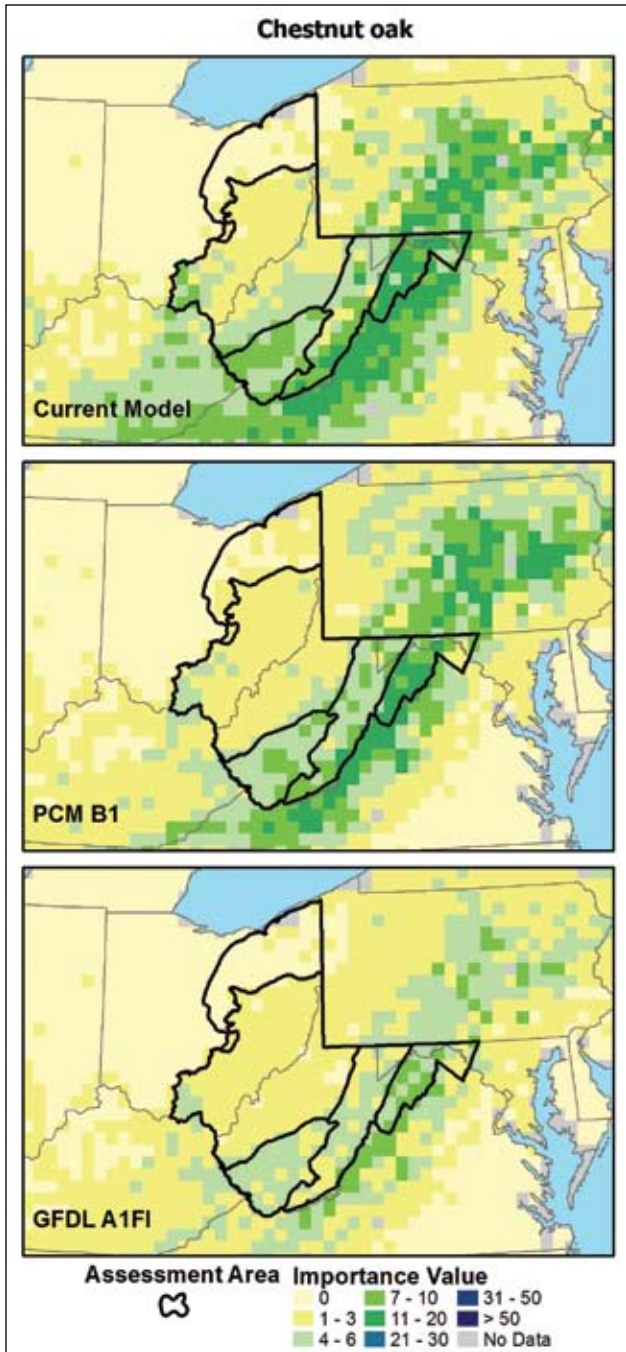 Chestnut oak
Current Model
PCM B1
GFDL A1FI
Assessment Area
Importance Value
0
7 - 10
31 - 50
1 - 3
11 - 20
> 50
4 - 6
21 - 30
No Data